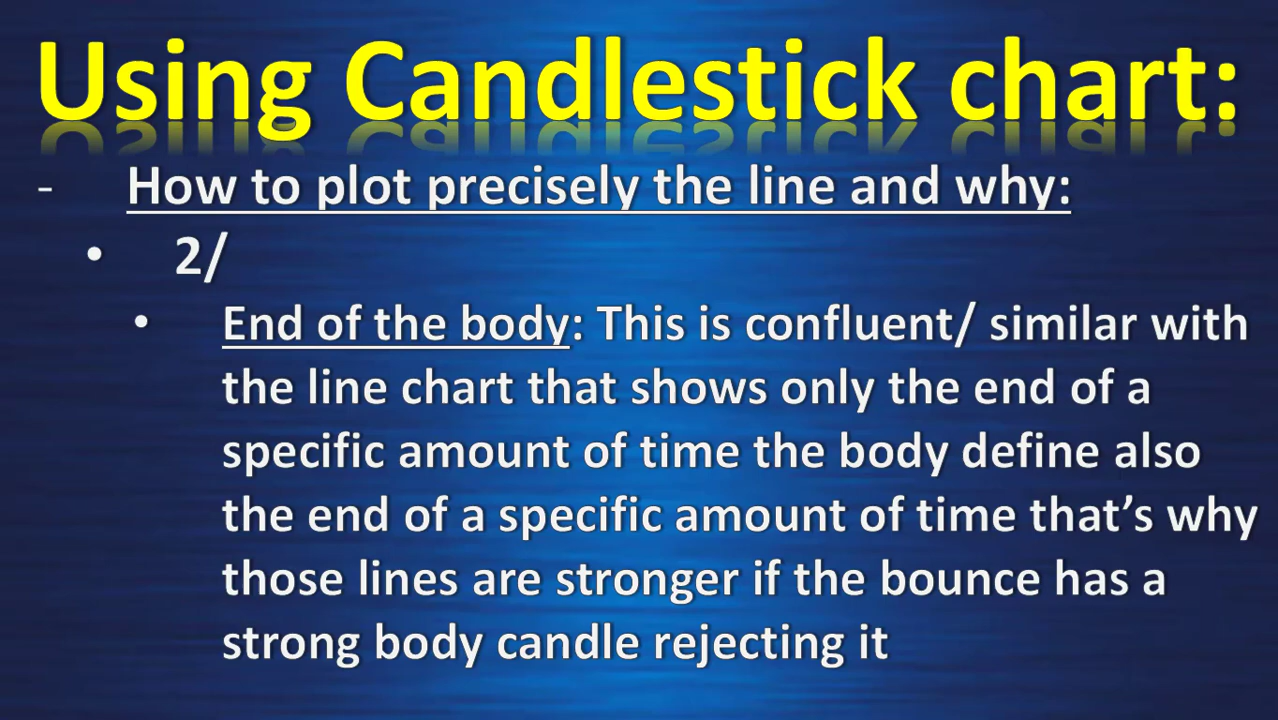 Using Candlestick chart:
- How to plot precisely the line and why:
• 2/
• End of the body: This is confluent/ similar with
the line chart that shows only the end of a
specific amount of time the body define also
the end of a specific amount of time that’s why
those lines are stronger if the bounce has a
strong body candle rejecting it